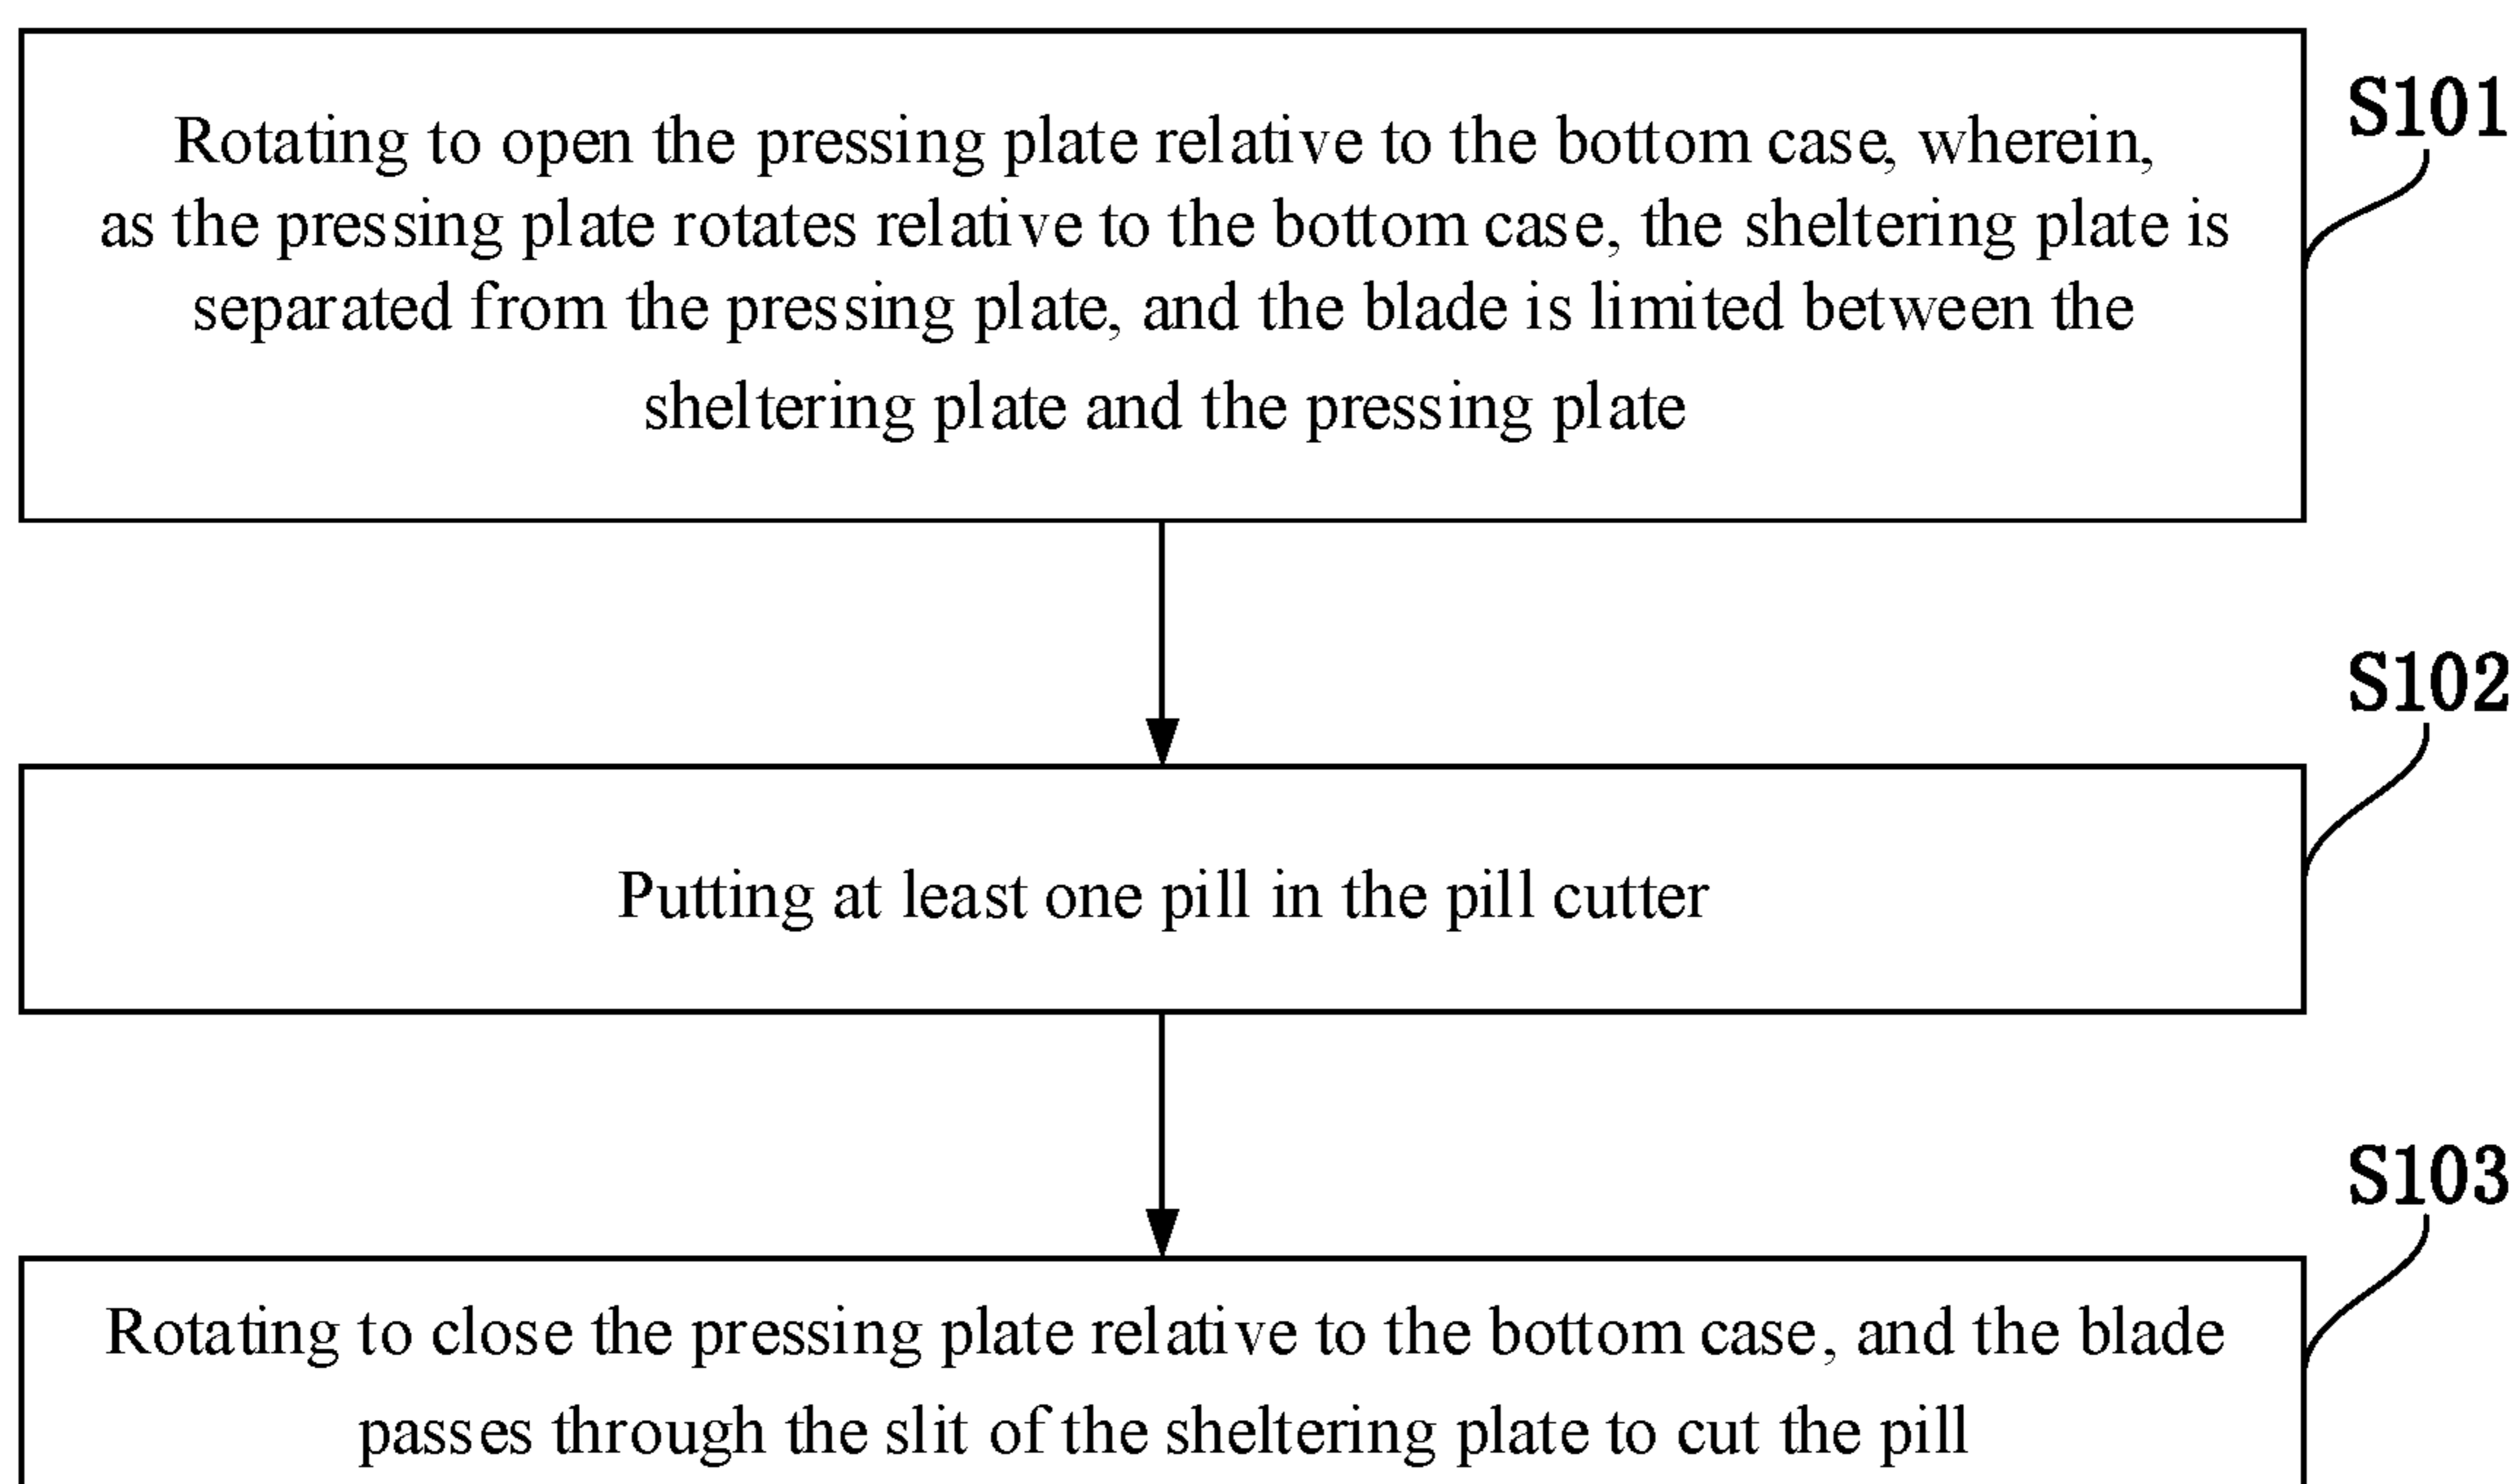 Rotating to open the pressing plate relative to the bottom case, wherein,
as the pressing plate rotates relative to the bottom case, the sheltering plate is
separated from the pressing plate, and the blade is limited between the
sheltering plate and the pressing plate
S101
Putting at least one pill in the pill cutter
S102
Rotating to close the pressing plate relative to the bottom case, and the blade
passes through the slit of the sheltering plate to cut the pill
S103